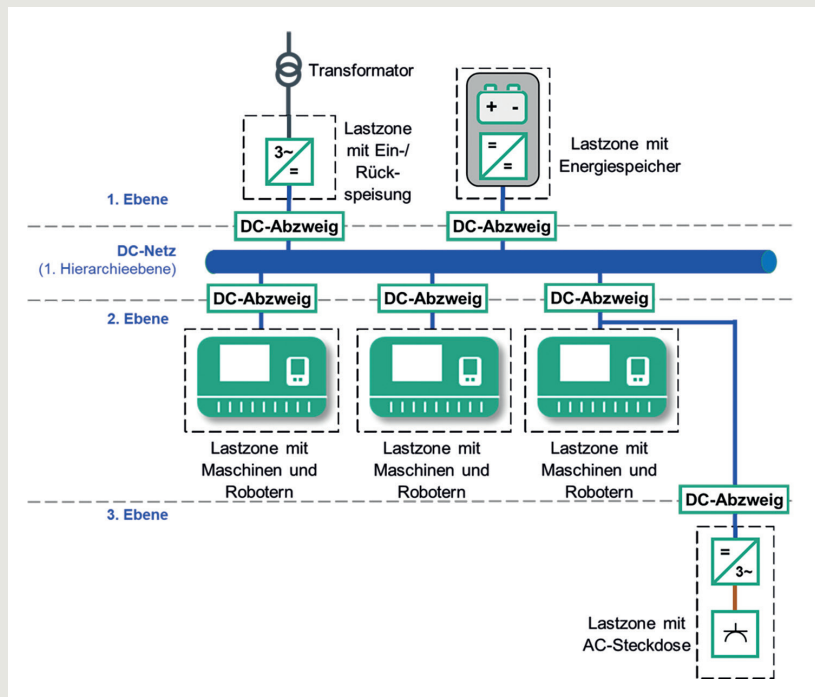 Transformator
Lastzone
mit Ein-/
Rück-
speisung
3~
=
+ -
=
=
Lastzone mit
Energiespeicher
1. Ebene
DC-Abzweig
DC-Abzweig
DC-Netz
(1. Hierarchieebene)
DC-Abzweig
DC-Abzweig
DC-Abzweig
2. Ebene
Lastzone mit
Maschinen und
Robotern
Lastzone mit
Maschinen und
Robotern
Lastzone mit
Maschinen und
Robotern
DC-Abzweig
3. Ebene
=
3~
Lastzone mit
AC-Steckdose